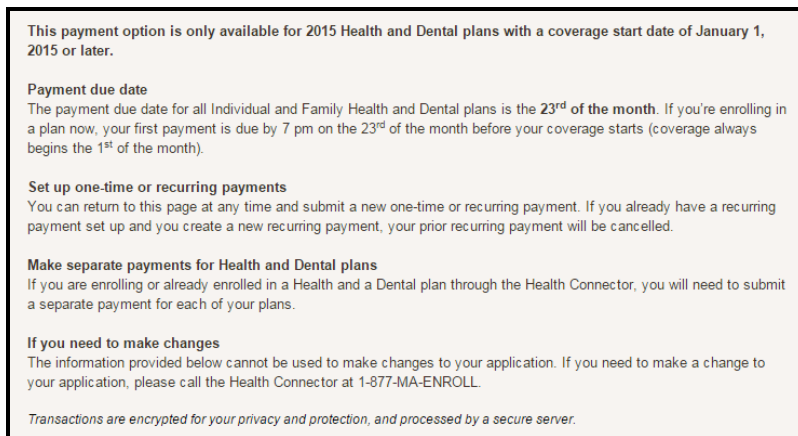 This payment option is only available for 2015 Health and Dental plans with a coverage start date of January 1,
2015 or later.
Payment due date
The payment due date for all Individual and Family Health and Dental plans is the 23rd of the month. If you're enrolling in
a plan now, your first payment is due by 7 pm on the 23rd of the month before your coverage starts (coverage always
begins the 1st of the month).
Set up one-time or recurring payments
You can return to this page at any time and submit a new one-time or recurring payment. If you already have a recurring
payment set up and you create a new recurring payment, your prior recurring payment will be cancelled.
Make separate payments for Health and Dental plans
If you are enrolling or already enrolled in a Health and a Dental plan through the Health Connector, you will need to submit
a separate payment for each of your plans.
If you need to make changes
The information provided below cannot be used to make changes to your application. If you need to make a change to
your application, please call the Health Connector at 1-877-MA-ENROLL.
Transactions are encrypted for your privacy and protection, and processed by a secure server.